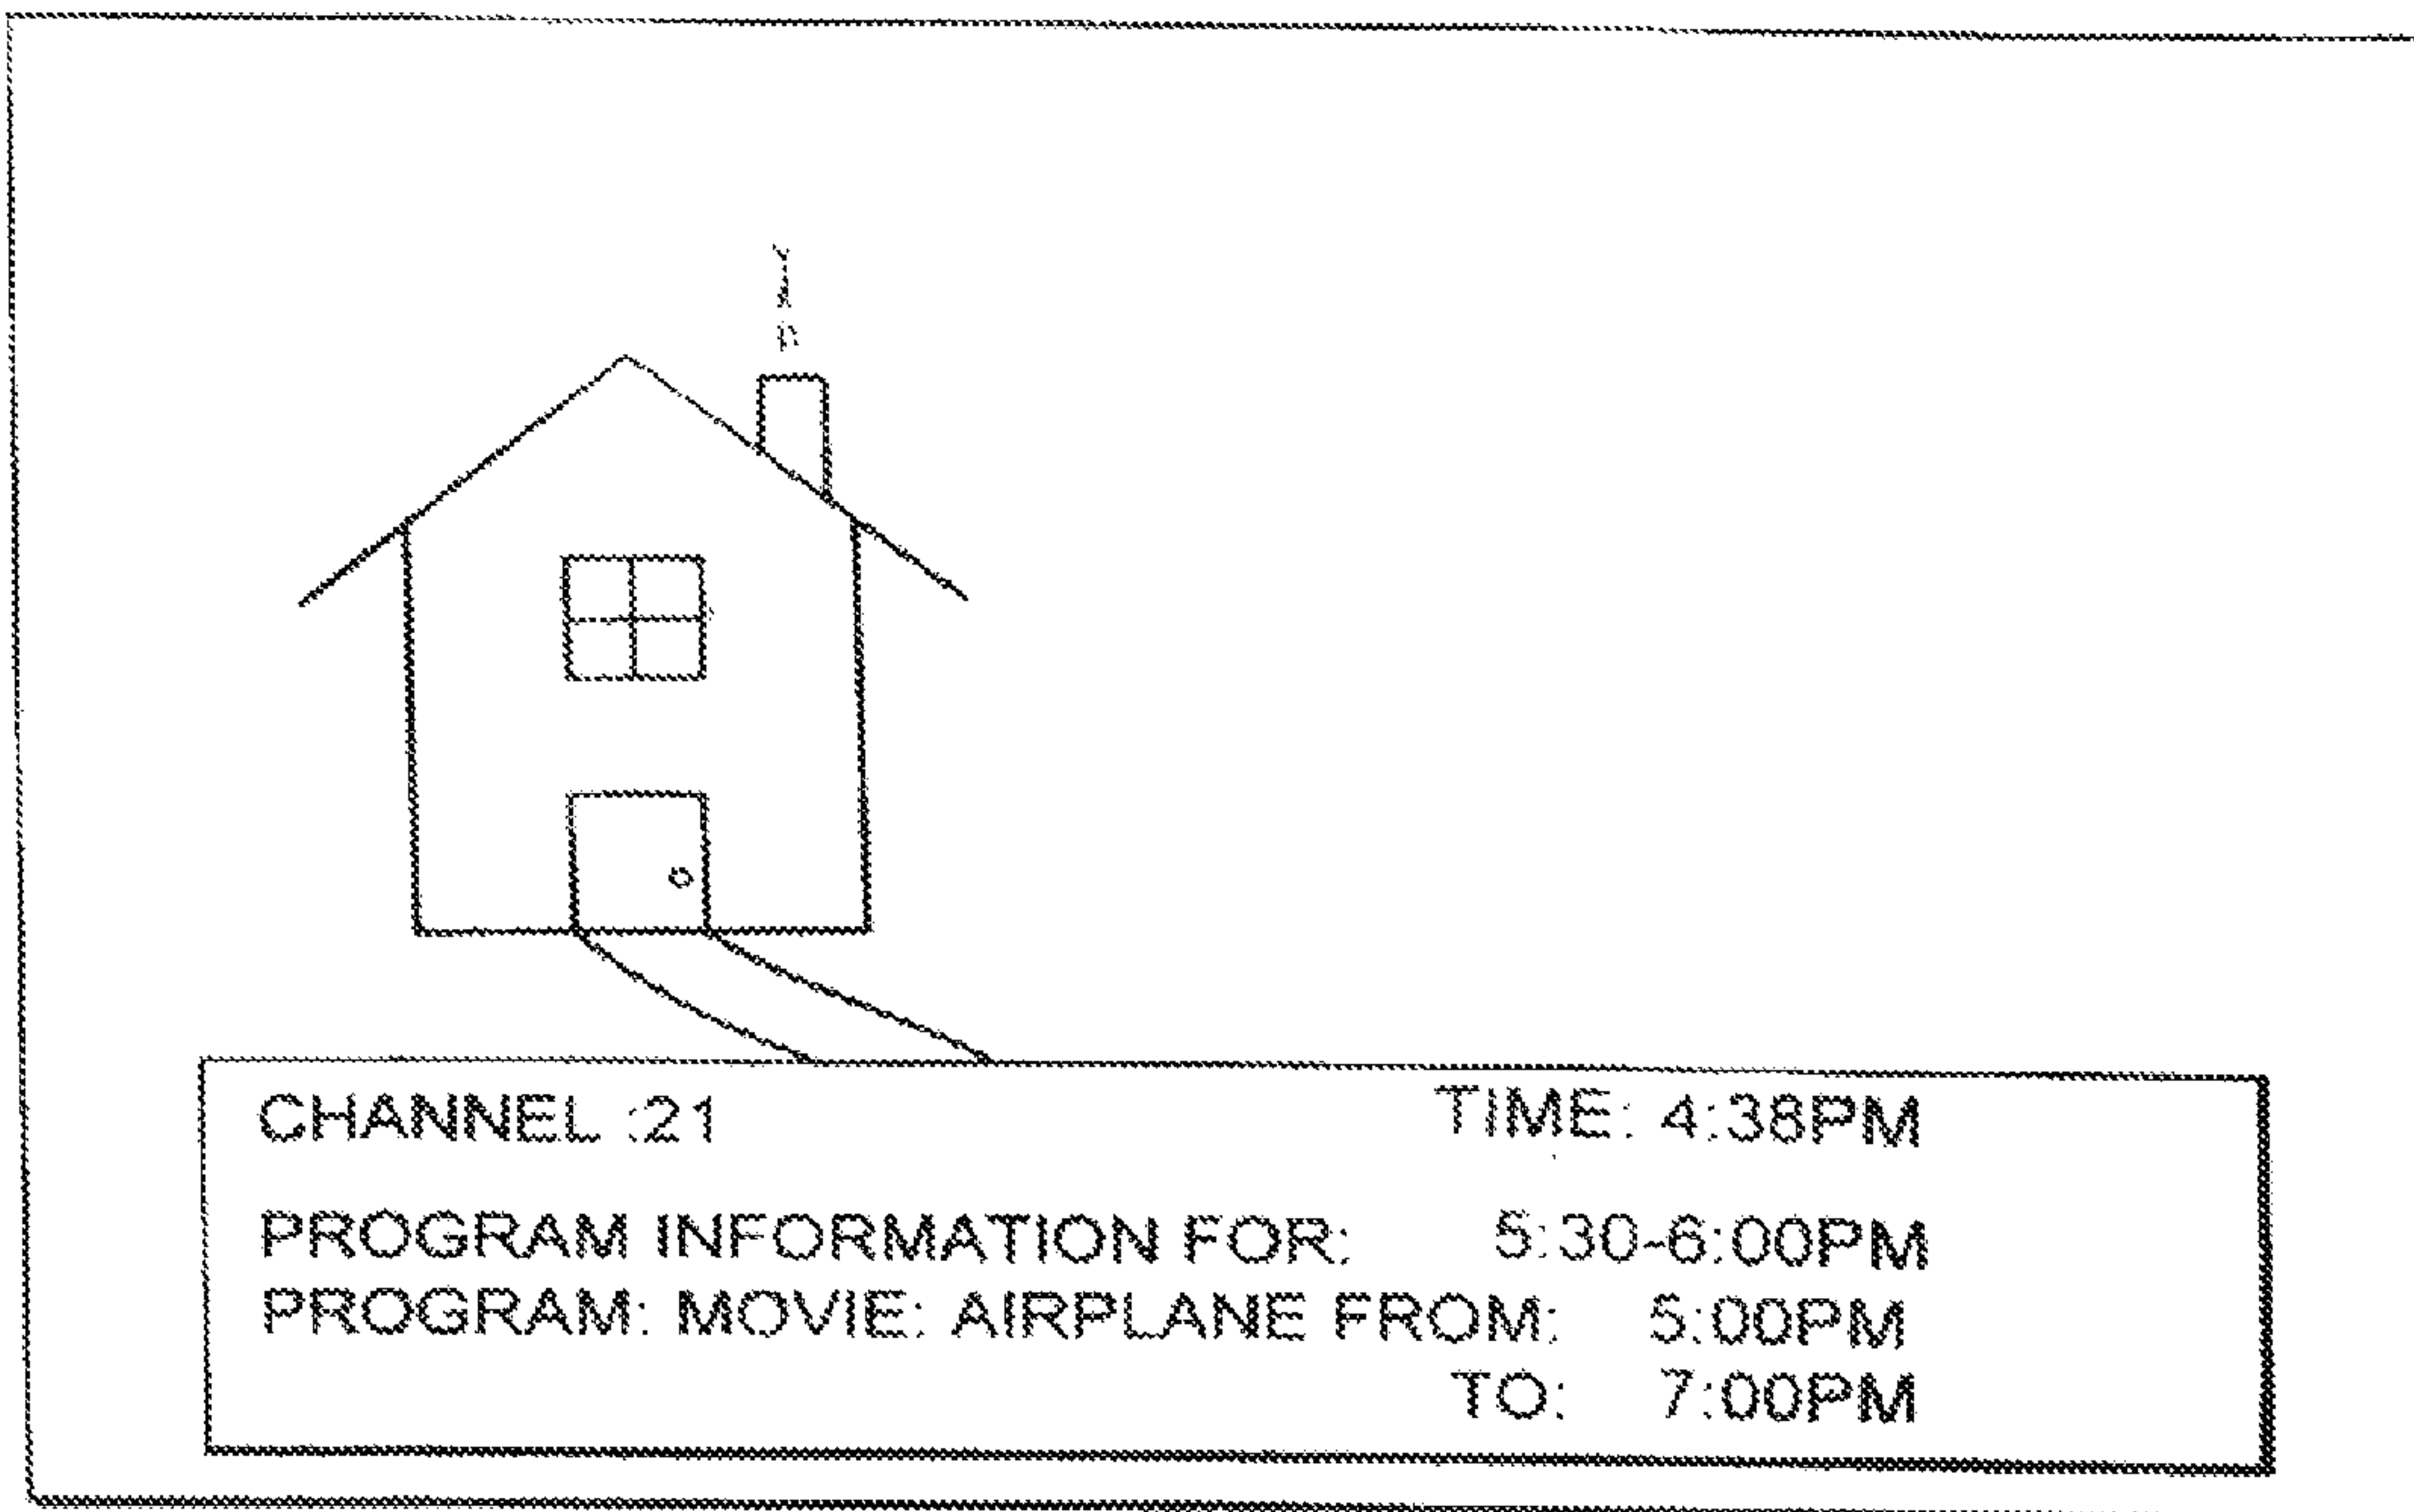 CHANNEL :21 TIME: 4:38PM
PROGRAM INFORMATION FOR: 5:30-6:00PM
PROGRAM: MOVIE: AIRPLANE FROM: 5:00PM
TO: 7:00PM